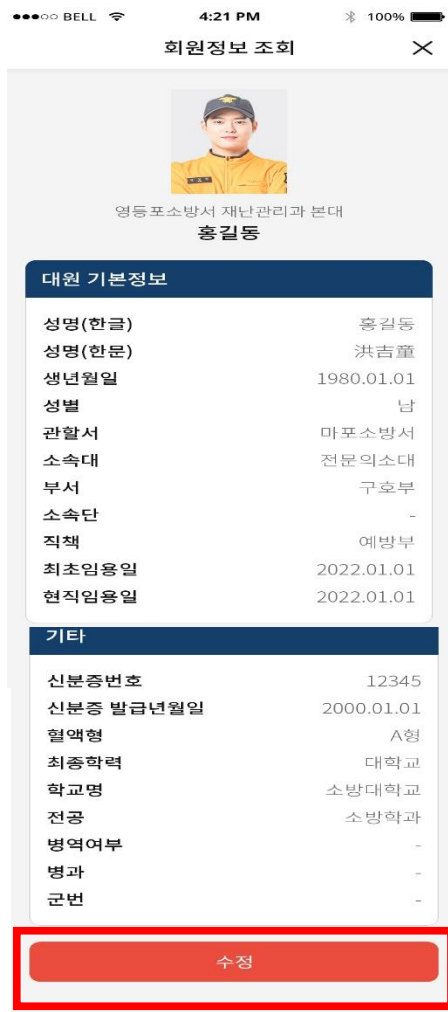 BELL 4:21 PM 100%
회원정보 조회
영등포소방서 재난관리과 본대
홍길동
대원 기본정보
성명(한글) 홍길동
성명(한문) 洪吉童
생년월일 1980.01.01
성별 남
관할서 마포소방서
소속대 전문의소대
부서 구호부
소속단 -
직책 예방부
최초임용일 2022.01.01
현직임용일 2022.01.01
기타
신분증번호 12345
신분증 발급년월일 2000.01.01
혈액형 A형
최종학력 대학교
학교명 소방대학교
전공 소방학과
병역여부 -
병과 -
군번 -
수정